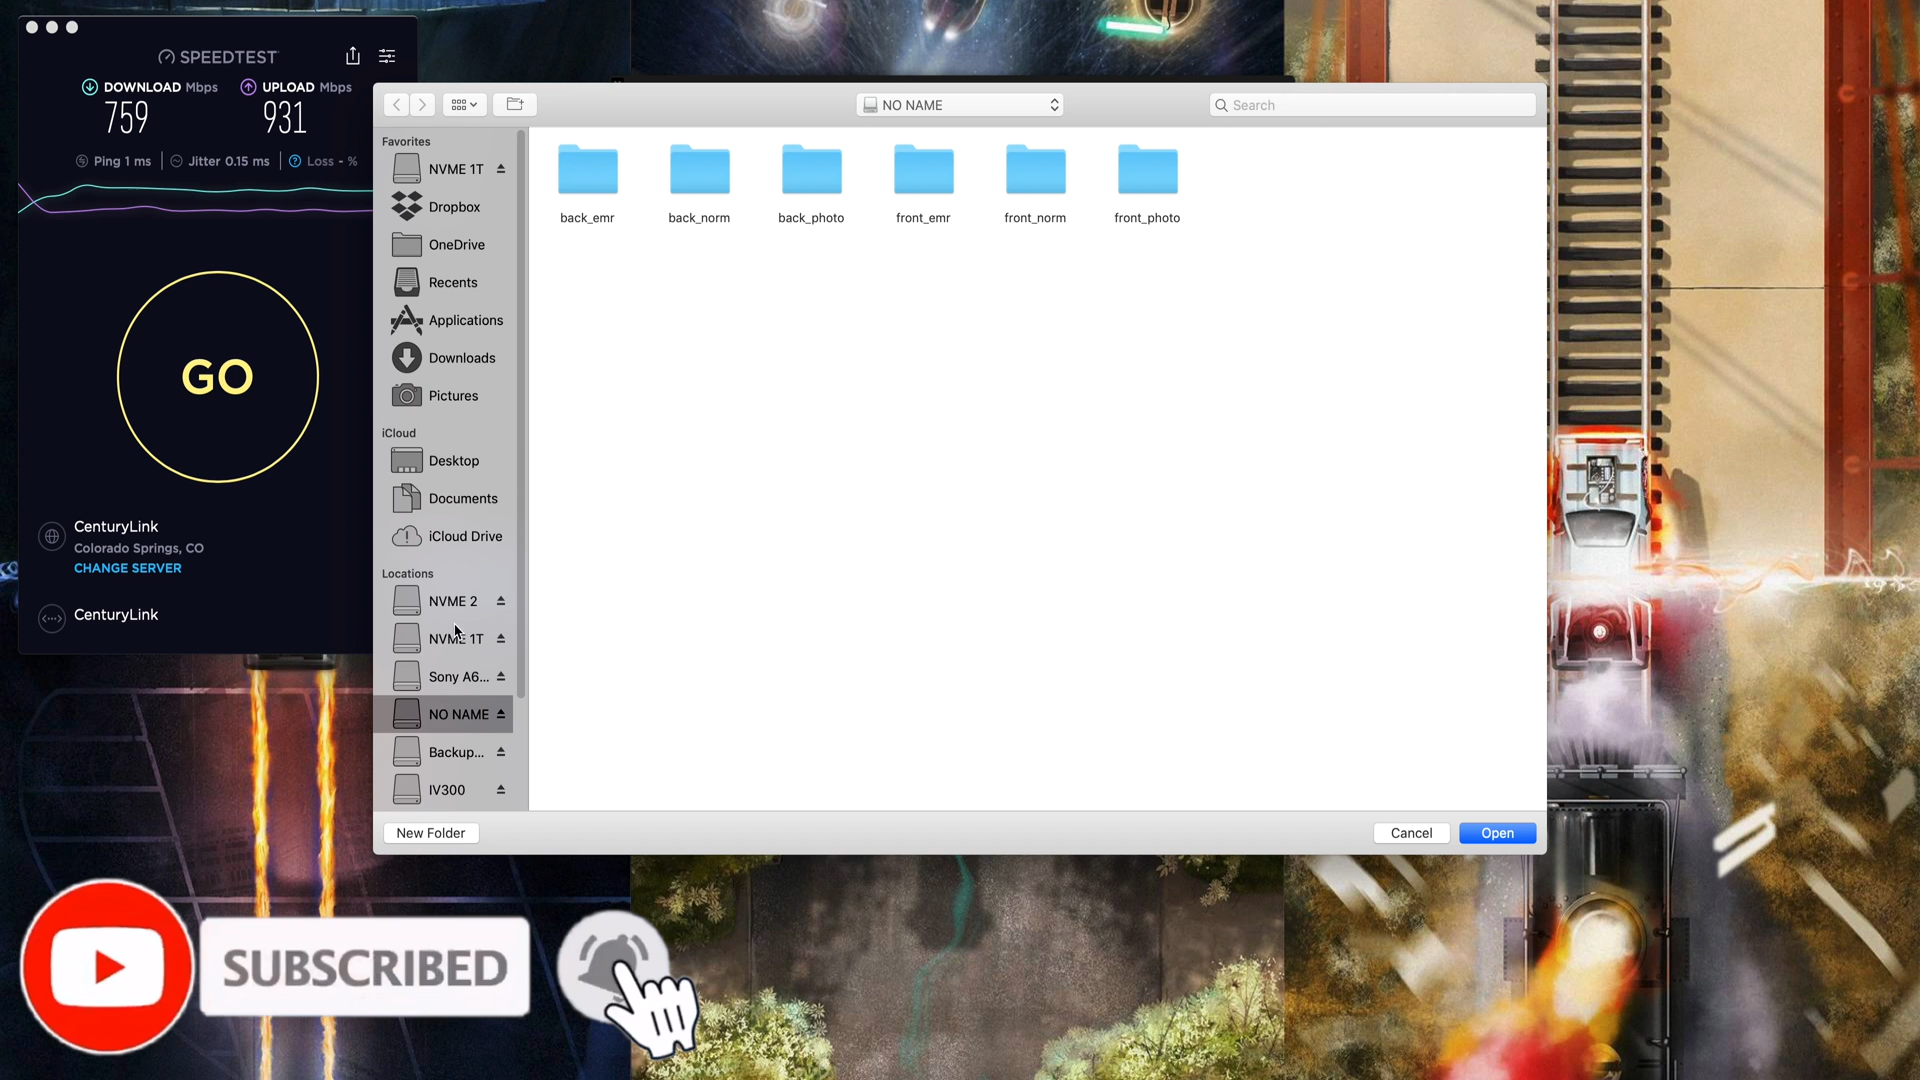 SPEEDTEST
DOWNLOAD Mbps
759
UPLOAD Mbps
931
Ping 1 ms
Jitter 0.15 ms
Loss - %
GO
CenturyLink
Colorado Springs, CO
CHANGE SERVER
CenturyLink
NO NAME
Search
Favorites
NVME 1T
Dropbox
OneDrive
Recents
Applications
Downloads
Pictures
iCloud
Desktop
Documents
iCloud Drive
Locations
NVME 2
NVME 1T
Sony A6...
NO NAME
Backup...
IV300
back_emr
back_norm
back_photo
front_emr
front_norm
front_photo
New Folder
Cancel
Open
SUBSCRIBED